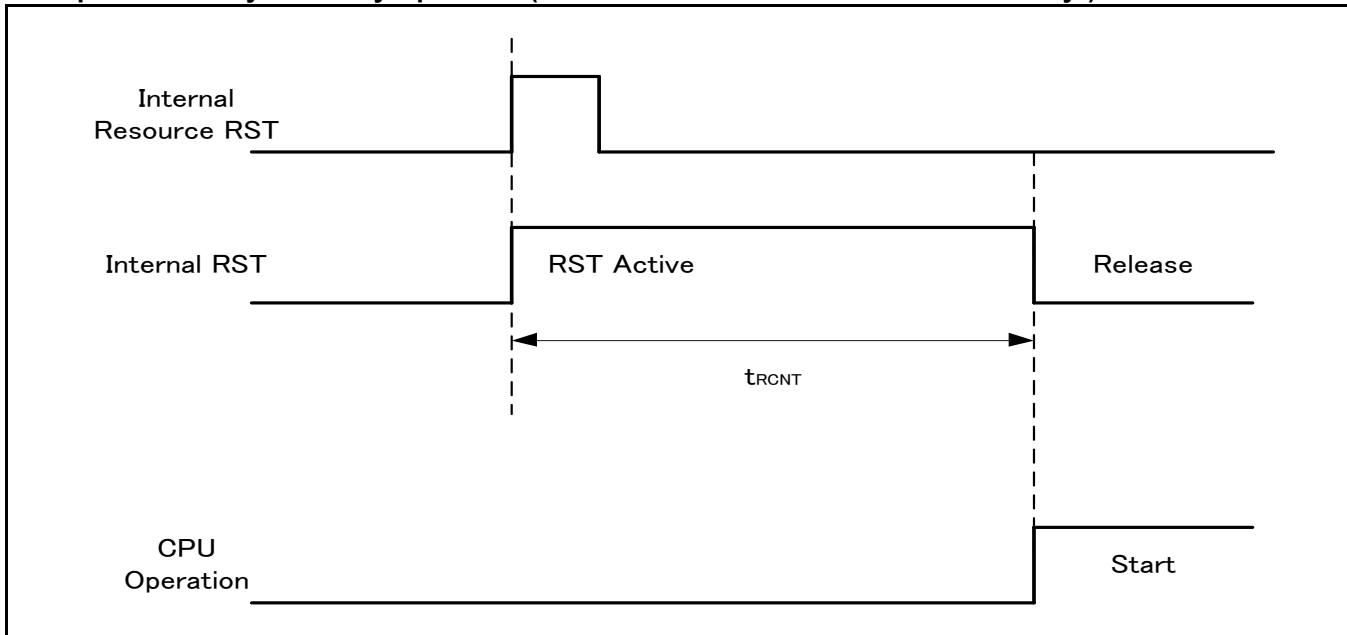 Internal
Resource RST
Internal RST
RST Active
Release
tRCNT
CPU
Operation
Start